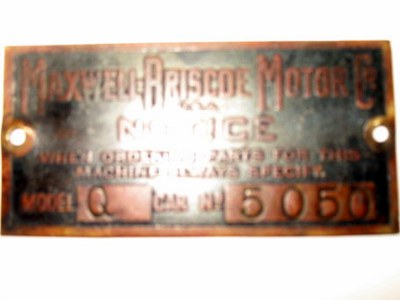 MAXWELL-BRISCOE MOTOR CO
NOTICE
WHEN ORDERING PARTS FOR THIS
MACHINE ALWAYS SPECIFY.
MODEL Q CAR NO 5050